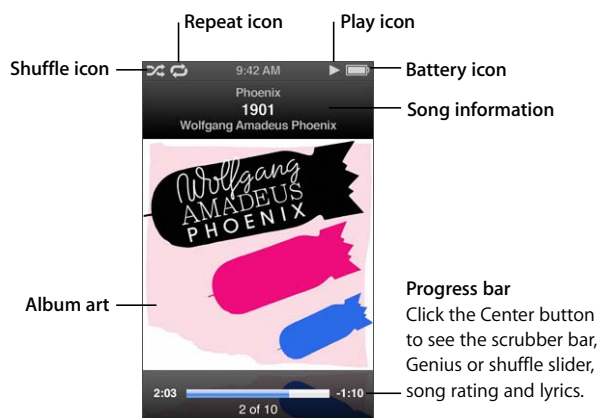 Repeat icon
Play icon
Shuffle icon
9:42 AM
Battery icon
Phoenix
1901
Wolfgang Amadeus Phoenix
Song information
Wolfgang
AMADEUS
PHOENIX
Album art
Progress bar
Click the Center button
to see the scrubber bar,
Genius or shuffle slider,
song rating and lyrics.
2:03
-1:10
2 of 10